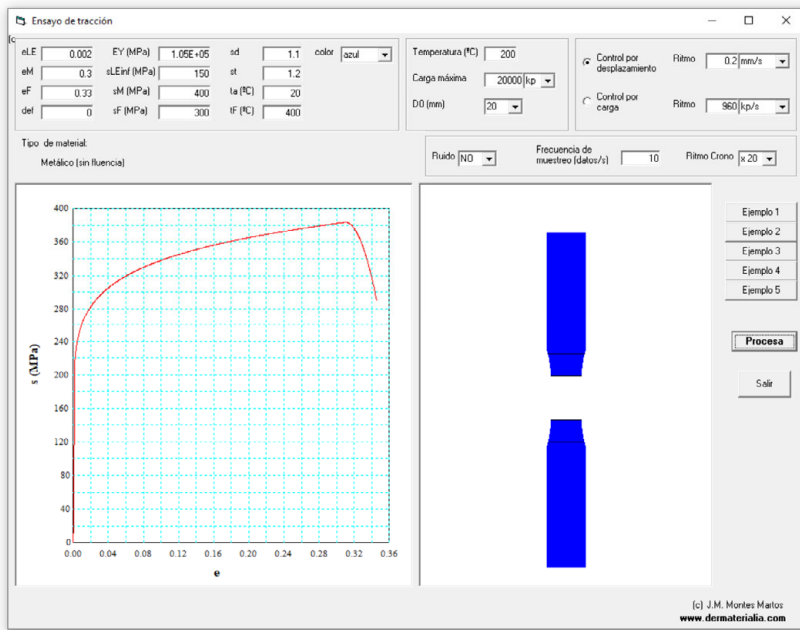 Ensayo de tracción
(c
eLE 0.002 EY (MPa) 1.05E+05 sd 1.1 color azul
eM 0.3 sLEinf (MPa) 150 st 1.2
eF 0.33 sM (MPa) 400 ta (ºC) 20
def 0 sF (MPa) 300 tF (ºC) 400
Temperatura (ºC) 200
Carga máxima 20000 kp
D0 (mm) 20
Control por
desplazamiento
Ritmo 0.2 mm/s
Control por
carga
Ritmo 960 kp/s
Tipo de material:
Metálico (sin fluencia)
Ruido NO
Frecuencia de
muestreo (datos/s) 10
Ritmo Crono x 20
400
360
320
280
240
200
160
120
80
40
0
s (MPa)
0.00 0.04 0.08 0.12 0.16 0.20 0.24 0.28 0.32 0.36
e
Ejemplo 1
Ejemplo 2
Ejemplo 3
Ejemplo 4
Ejemplo 5
Procesa
Salir
(c) J.M. Montes Martos
www.dermaterialia.com